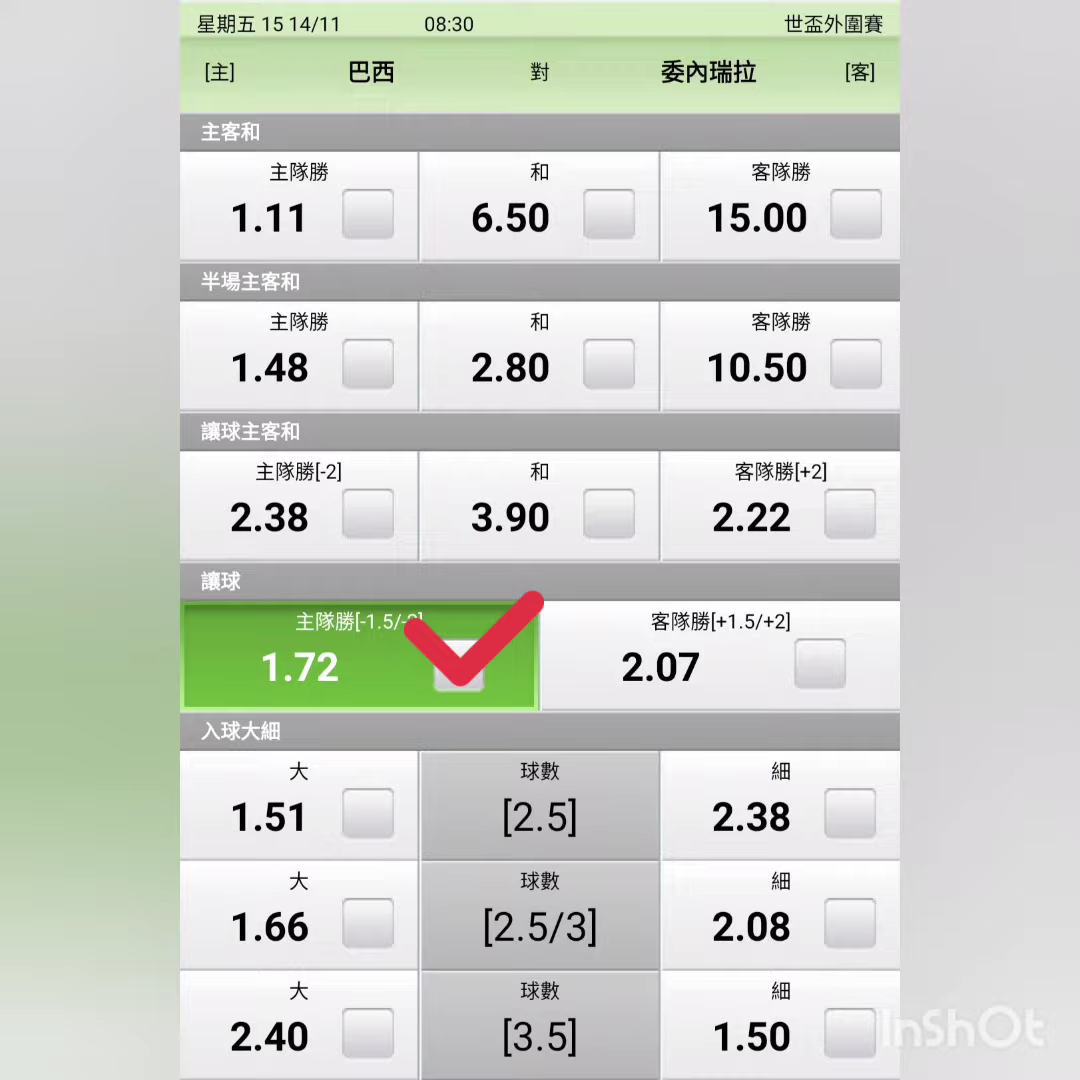 星期五 15 14/11 08:30 世盃外圍賽
[主] 巴西 對 委內瑞拉 [客]
主客和
主隊勝 和 客隊勝
1.11 6.50 15.00
半場主客和
主隊勝 和 客隊勝
1.48 2.80 10.50
讓球主客和
主隊勝[-2] 和 客隊勝[+2]
2.38 3.90 2.22
讓球
主隊勝[-1.5/-2] 客隊勝[+1.5/+2]
1.72 2.07
入球大細
大 球數 細
1.51 [2.5] 2.38
大 球數 細
1.66 [2.5/3] 2.08
大 球數 細
2.40 [3.5] 1.50
InShOt